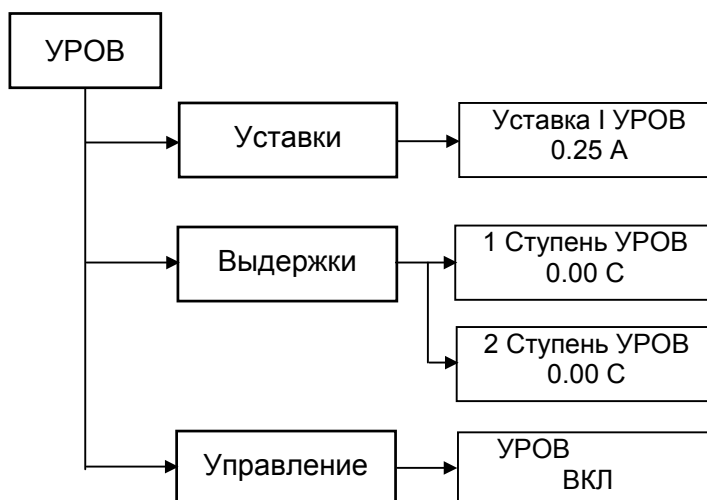 УРОВ
Уставки
Уставка I УРОВ
0.25 А
Выдержки
1 Ступень УРОВ
0.00 С
2 Ступень УРОВ
0.00 С
Управление
УРОВ
ВКЛ